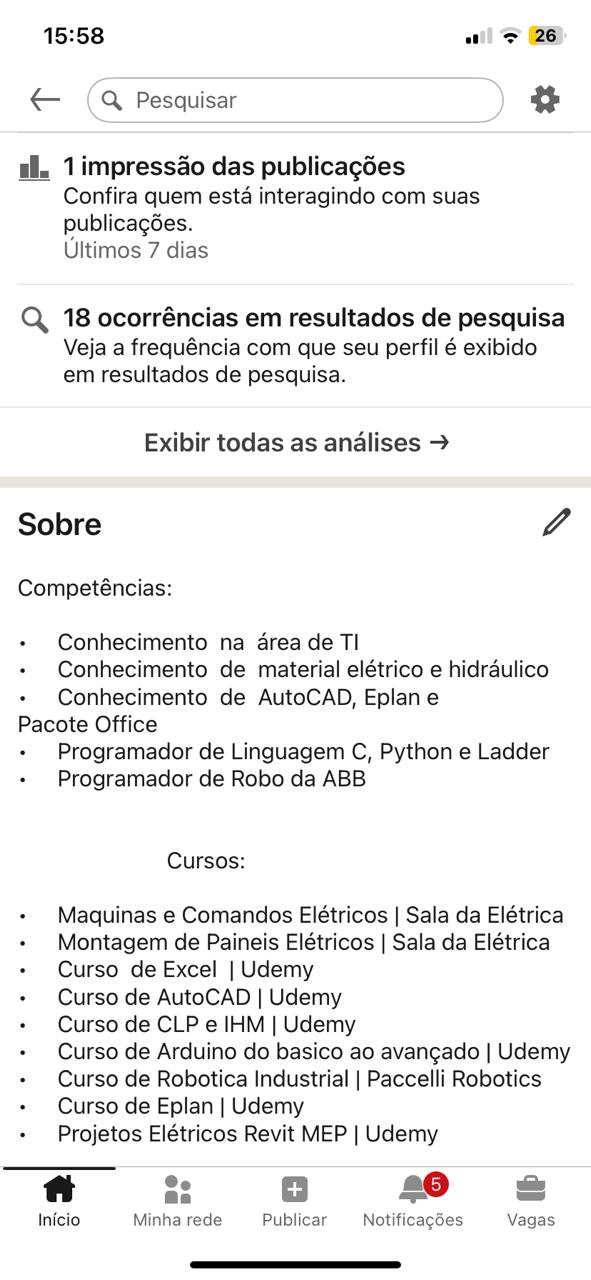 15:58
26
Pesquisar
1 impressão das publicações
Confira quem está interagindo com suas
publicações.
Últimos 7 dias
18 ocorrências em resultados de pesquisa
Veja a frequência com que seu perfil é exibido
em resultados de pesquisa.
Exibir todas as análises →
Sobre
Competências:
• Conhecimento na área de TI
• Conhecimento de material elétrico e hidráulico
• Conhecimento de AutoCAD, Eplan e
Pacote Office
• Programador de Linguagem C, Python e Ladder
• Programador de Robo da ABB
Cursos:
• Maquinas e Comandos Elétricos | Sala da Elétrica
• Montagem de Paineis Elétricos | Sala da Elétrica
• Curso de Excel | Udemy
• Curso de AutoCAD | Udemy
• Curso de CLP e IHM | Udemy
• Curso de Arduino do basico ao avançado | Udemy
• Curso de Robotica Industrial | Paccelli Robotics
• Curso de Eplan | Udemy
• Projetos Elétricos Revit MEP | Udemy
5
Início Minha rede Publicar Notificações Vagas